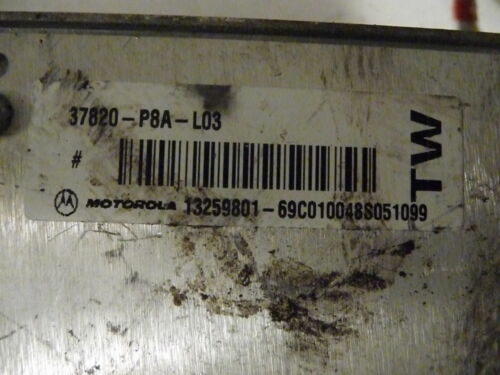 37820-P8A-L03
#
MOTOROLA 13259801-69C010048S051099
TW